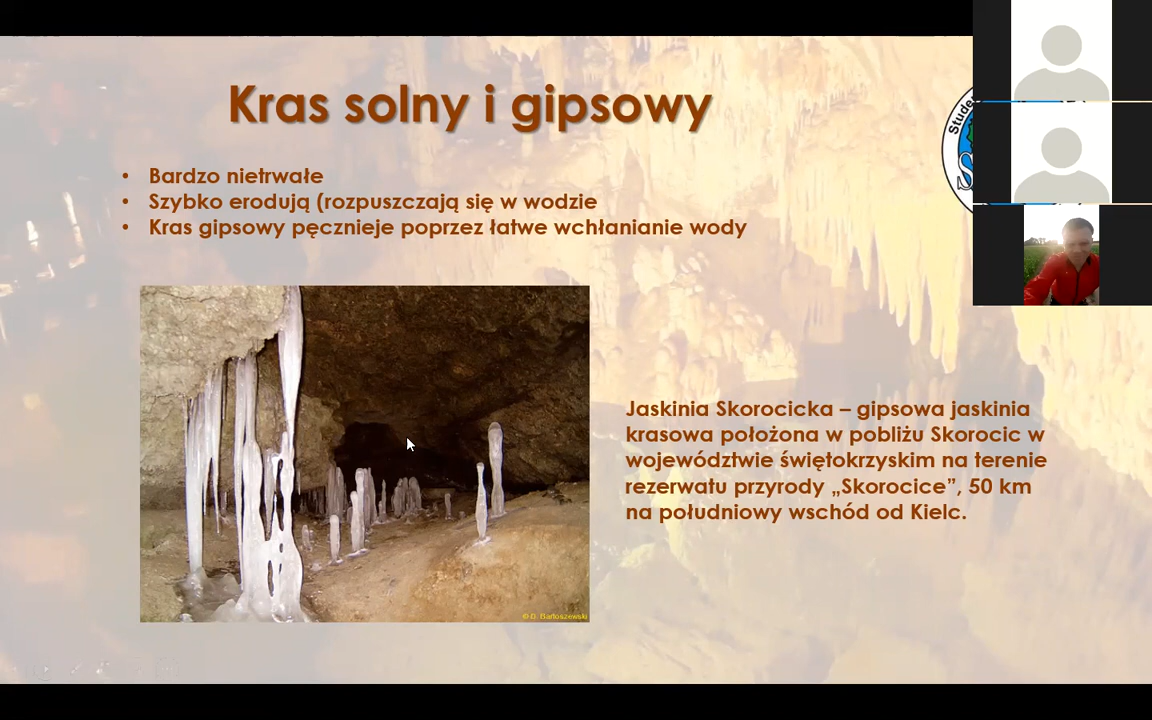 Kras solny i gipsowy
Stude
• Bardzo nietrwałe
• Szybko erodują (rozpuszczają się w wodzie
• Kras gipsowy pęcznieje poprzez łatwe wchłanianie wody
Jaskinia Skorocicka – gipsowa jaskinia
krasowa położona w pobliżu Skorocic w
województwie świętokrzyskim na terenie
rezerwatu przyrody „Skorocice”, 50 km
na południowy wschód od Kielc.
© D. Bartoszewski